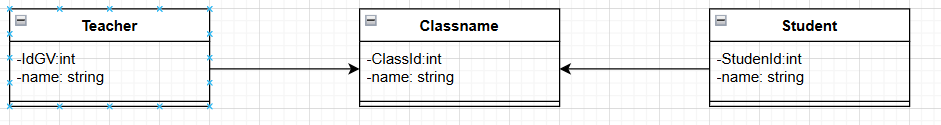 Teacher
-IdGV:int
-name: string
Classname
-ClassId:int
-name: string
Student
-StudenId:int
-name: string